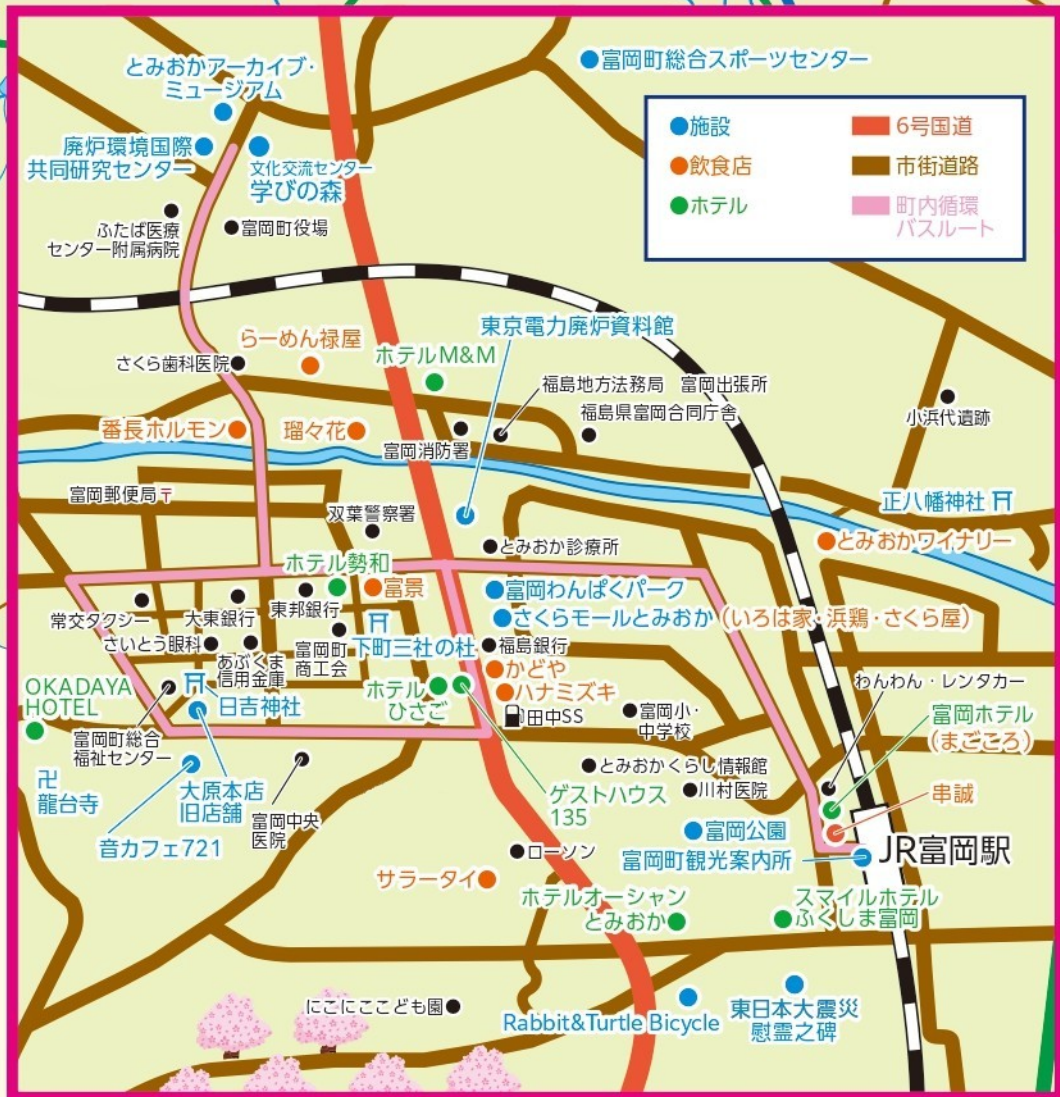 とみおかアーカイブ・
ミュージアム
富岡町総合スポーツセンター
施設
飲食店
ホテル
6号国道
市街道路
町内循環
バスルート
廃炉環境国際
共同研究センター
文化交流センター
学びの森
ふたば医療
センター附属病院
富岡町役場
東京電力廃炉資料館
らーめん禄屋
ホテルM&M
さくら歯科医院
福島地方法務局 富岡出張所
福島県富岡合同庁舎
小浜代遺跡
番長ホルモン
瑠々花
富岡消防署
富岡郵便局〒
双葉警察署
正八幡神社
とみおか診療所
とみおかワイナリー
ホテル勢和
富景
富岡わんぱくパーク
さくらモールとみおか(いろは家・浜鶏・さくら屋)
常交タクシー
大東銀行
東邦銀行
さいとう眼科
あぶくま
信用金庫
富岡町
商工会
下町三社の杜
福島銀行
かどや
ハナミズキ
田中SS
OKADAYA
HOTEL
日吉神社
ホテル
ひさご
富岡小・
中学校
わんわん・レンタカー
富岡ホテル
(まごころ)
富岡町総合
福祉センター
卍
龍台寺
大原本店
旧店舗
音カフェ721
富岡中央
医院
とみおかくらし情報館
川村医院
ゲストハウス
135
串誠
富岡公園
富岡町観光案内所
JR富岡駅
ローソン
サラータイ
ホテルオーシャン
とみおか
スマイルホテル
ふくしま富岡
にこにここども園
Rabbit&Turtle Bicycle
東日本大震災
慰霊之碑